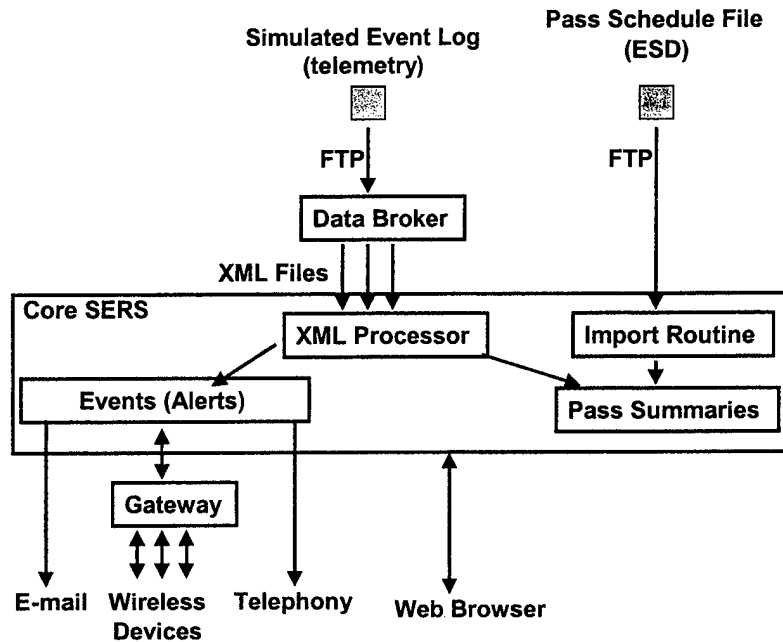 Simulated Event Log
(telemetry)
Pass Schedule File
(ESD)
FTP
FTP
Data Broker
XML Files
Core SERS
XML Processor
Import Routine
Events (Alerts)
Pass Summaries
Gateway
E-mail
Wireless
Devices
Telephony
Web Browser